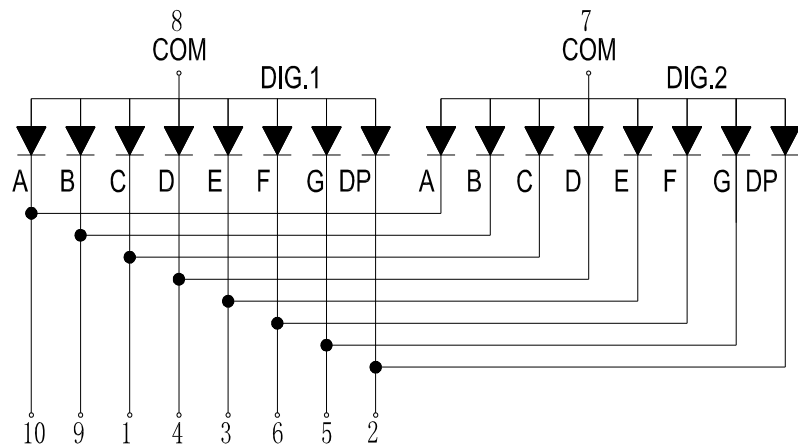 8 7
COM COM
DIG.1 DIG.2
A B C D E F G DP A B C D E F G DP
10 9 1 4 3 6 5 2